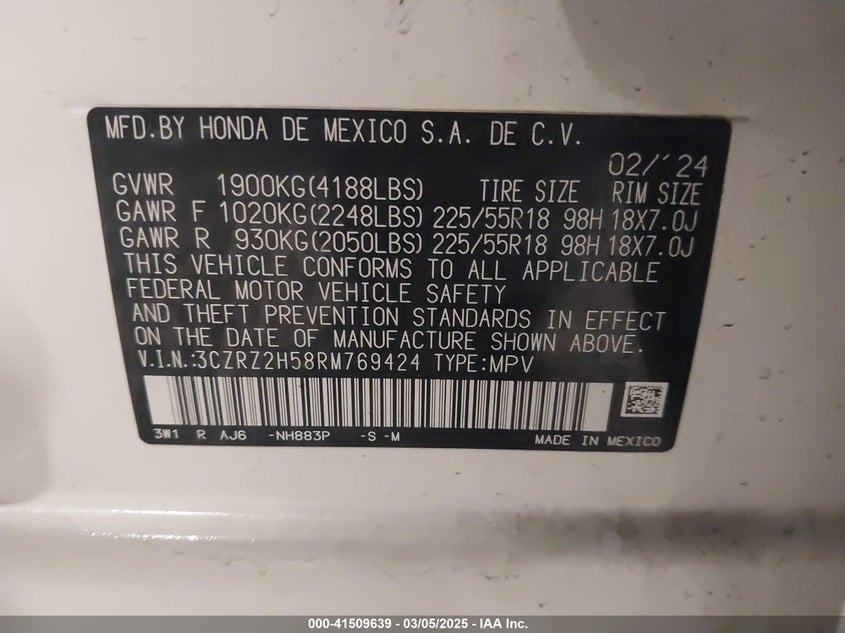 MFD.BY HONDA DE MEXICO S.A. DE C.V.
02/'24
GVWR 1900KG(4188LBS) TIRE SIZE RIM SIZE
GAWR F 1020KG(2248LBS) 225/55R18 98H 18X7.0J
GAWR R 930KG(2050LBS) 225/55R18 98H 18X7.0J
THIS VEHICLE CONFORMS TO ALL APPLICABLE
FEDERAL MOTOR VEHICLE SAFETY
AND THEFT PREVENTION STANDARDS IN EFFECT
ON THE DATE OF MANUFACTURE SHOWN ABOVE.
V.I.N.:3CZRZ2H58RM769424 TYPE:MPV
3W1 R AJ6 -NH883P -S -M MADE IN MEXICO
000-41509639 - 03/05/2025 - IAA Inc.